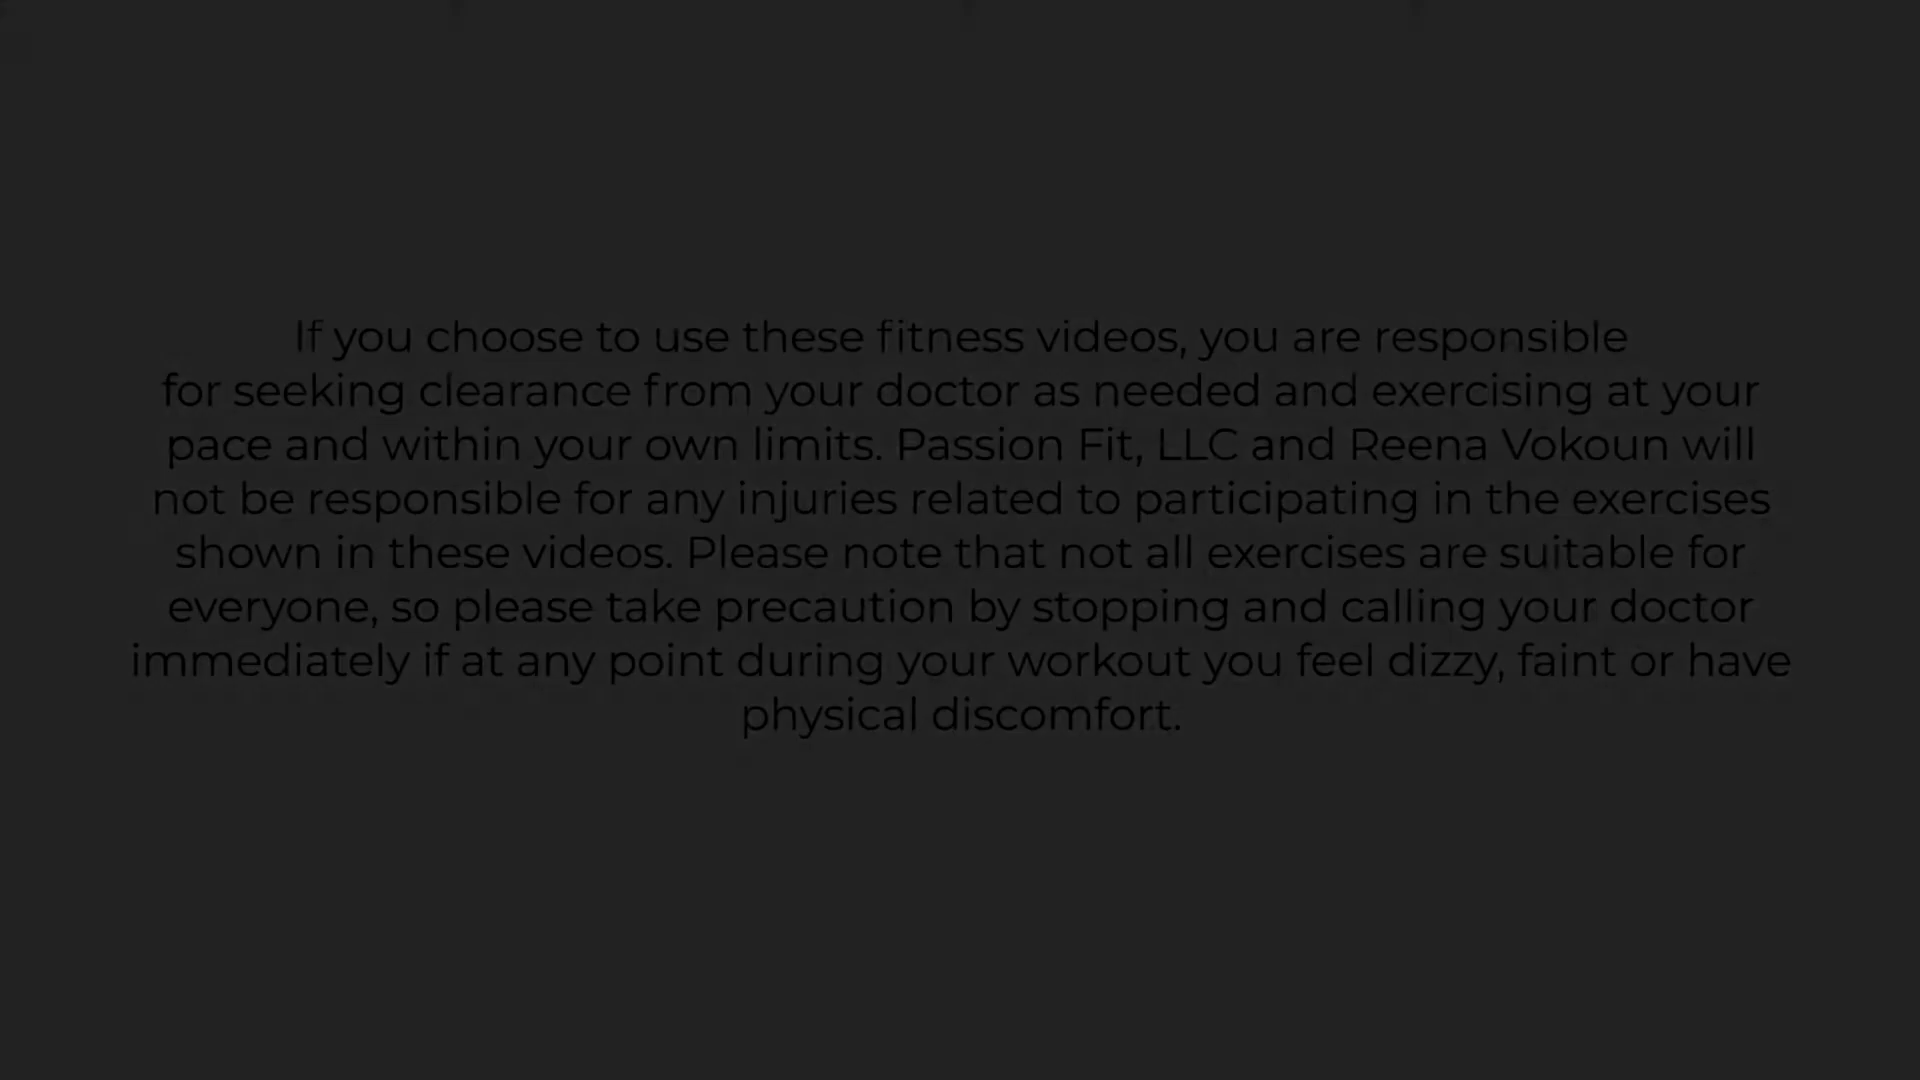 If you choose to use these fitness videos, you are responsible
for seeking clearance from your doctor as needed and exercising at your
pace and within your own limits. Passion Fit, LLC and Reena Vokoun will
not be responsible for any injuries related to participating in the exercises
shown in these videos. Please note that not all exercises are suitable for
everyone, so please take precaution by stopping and calling your doctor
immediately if at any point during your workout you feel dizzy, faint or have
physical discomfort.